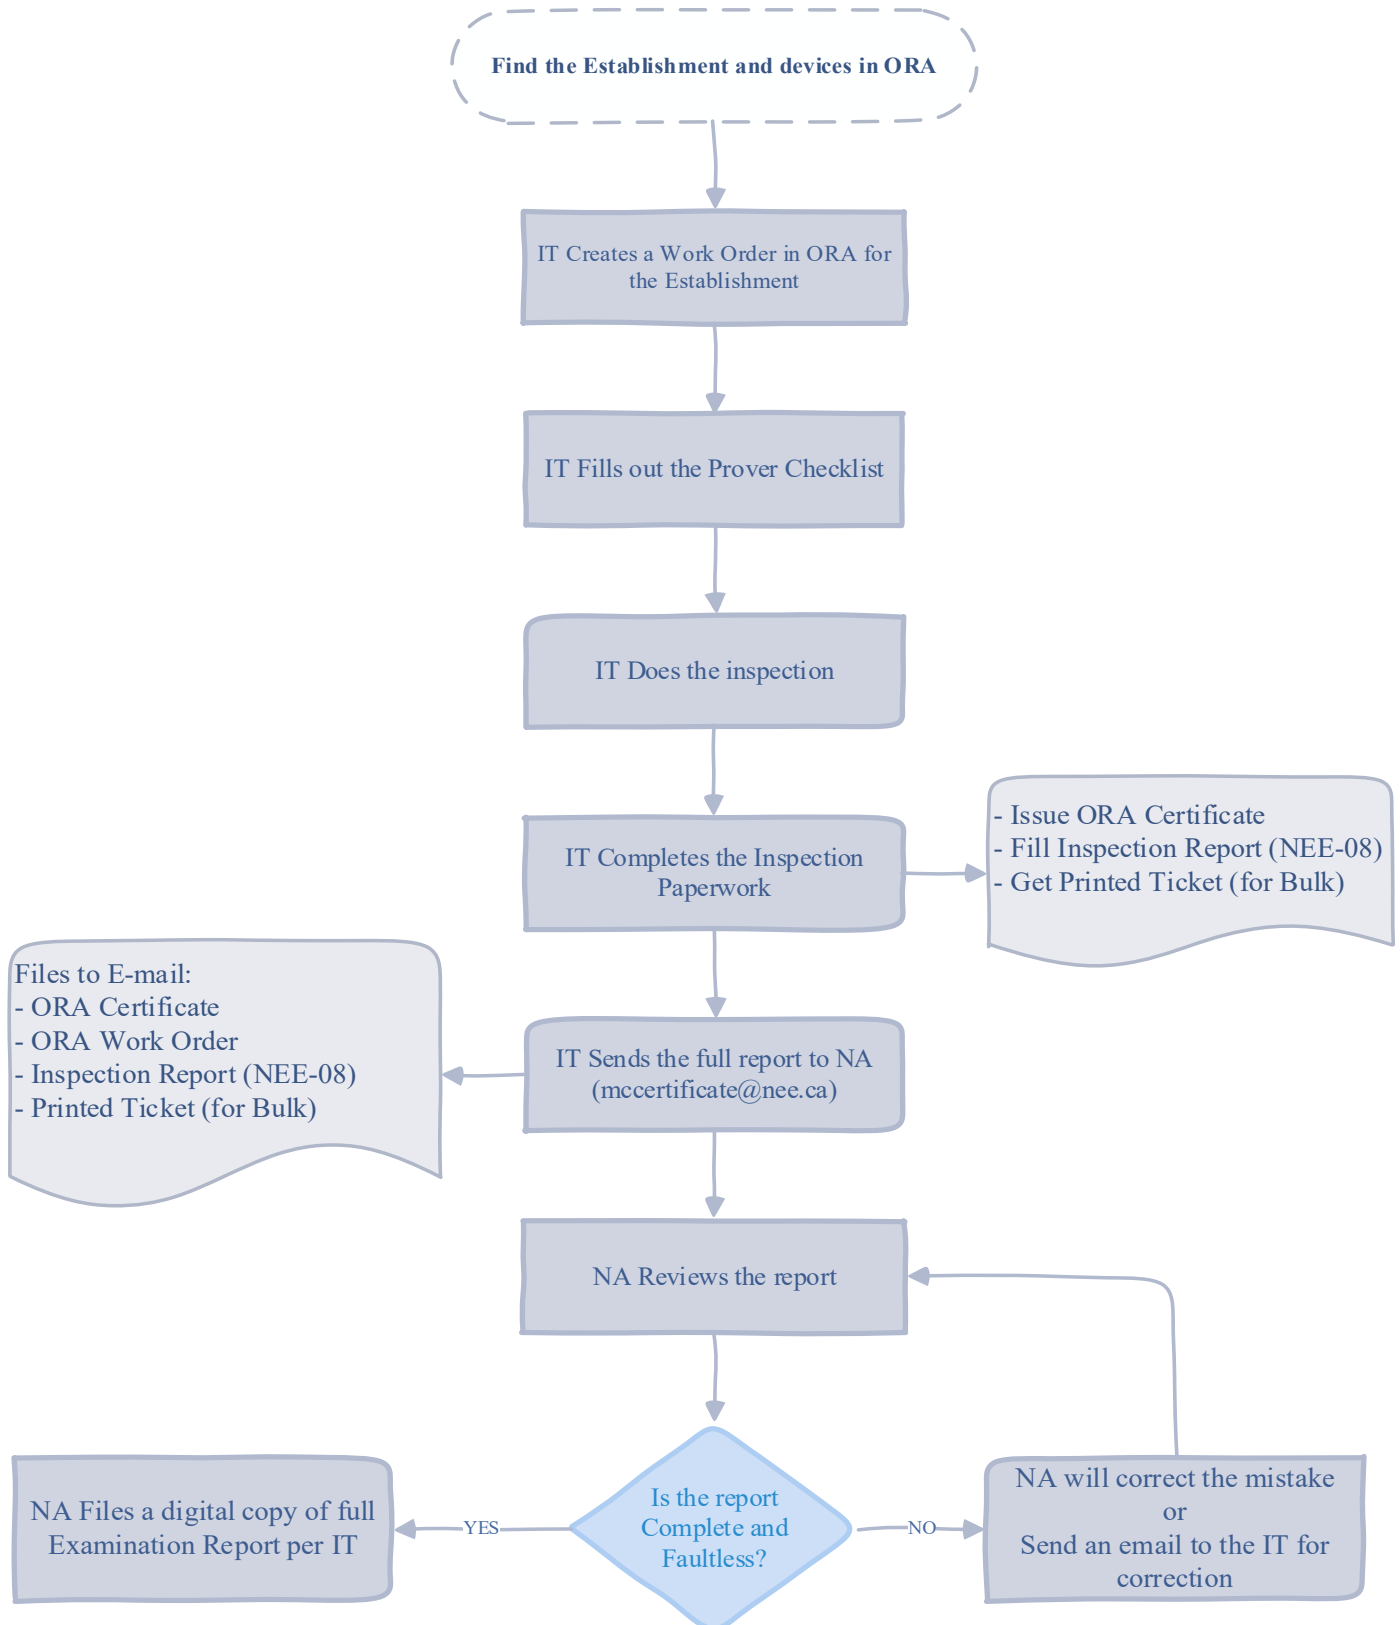 Find the Establishment and devices in ORA
IT Creates a Work Order in ORA for
the Establishment
IT Fills out the Prover Checklist
IT Does the inspection
IT Completes the Inspection
Paperwork
- Issue ORA Certificate
- Fill Inspection Report (NEE-08)
- Get Printed Ticket (for Bulk)
Files to E-mail:
- ORA Certificate
- ORA Work Order
- Inspection Report (NEE-08)
- Printed Ticket (for Bulk)
IT Sends the full report to NA
(mccertificate@nee.ca)
NA Reviews the report
Is the report
Complete and
Faultless?
YES
NO
NA Files a digital copy of full
Examination Report per IT
NA will correct the mistake
or
Send an email to the IT for
correction